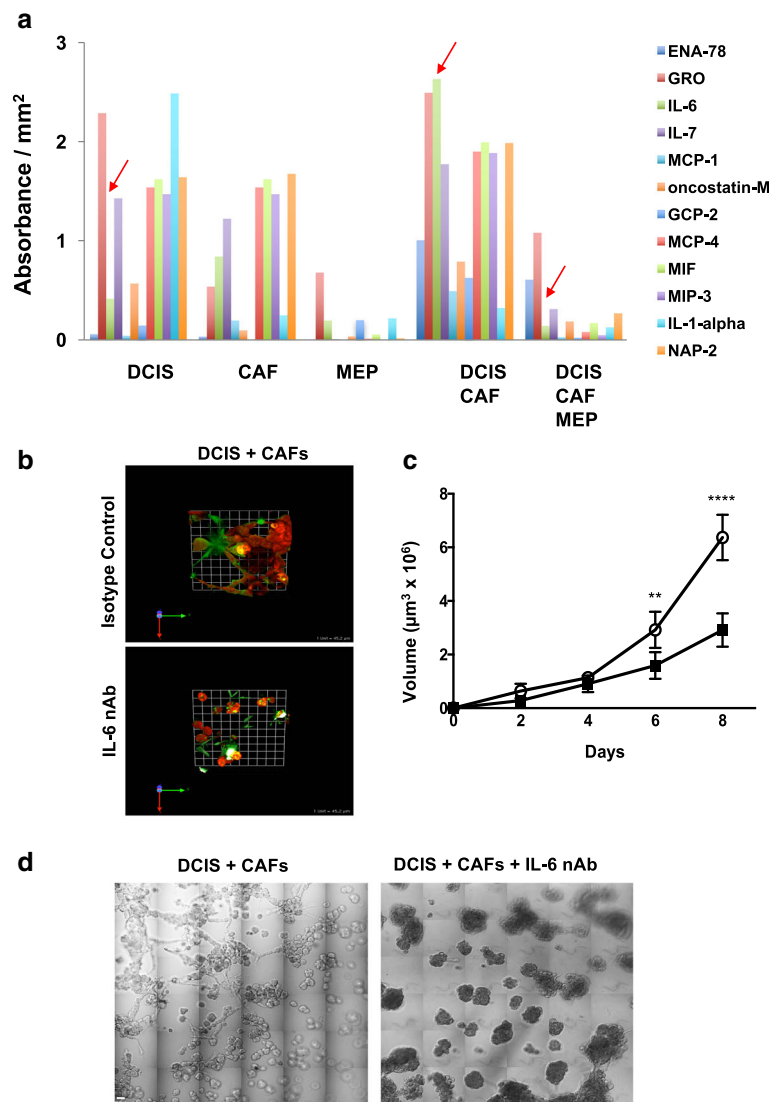 a
3
2
1
0
Absorbance / mm²
DCIS
CAF
MEP
DCIS
CAF
DCIS
CAF
MEP
ENA-78
GRO
IL-6
IL-7
MCP-1
oncostatin-M
GCP-2
MCP-4
MIF
MIP-3
IL-1-alpha
NAP-2
b
DCIS + CAFs
Isotype Control
IL-6 nAb
c
8
6
4
2
0
Volume (µm³ x 10⁶)
**
****
0 2 4 6 8
Days
d
DCIS + CAFs
DCIS + CAFs + IL-6 nAb